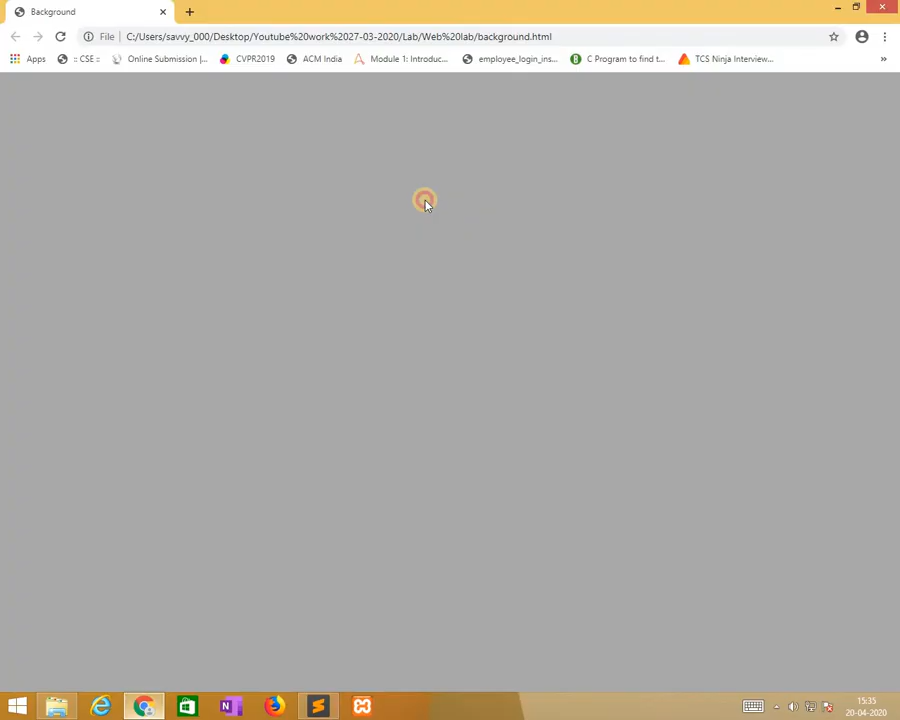 Background
File
C:/Users/savvy_000/Desktop/Youtube%20work%2027-03-2020/Lab/Web%20lab/background.html
Apps
:: CSE ::
Online Submission |...
CVPR2019
ACM India
Module 1: Introduc...
employee_login_ins...
C Program to find t...
TCS Ninja Interview...
»
N
15:35
20-04-2020